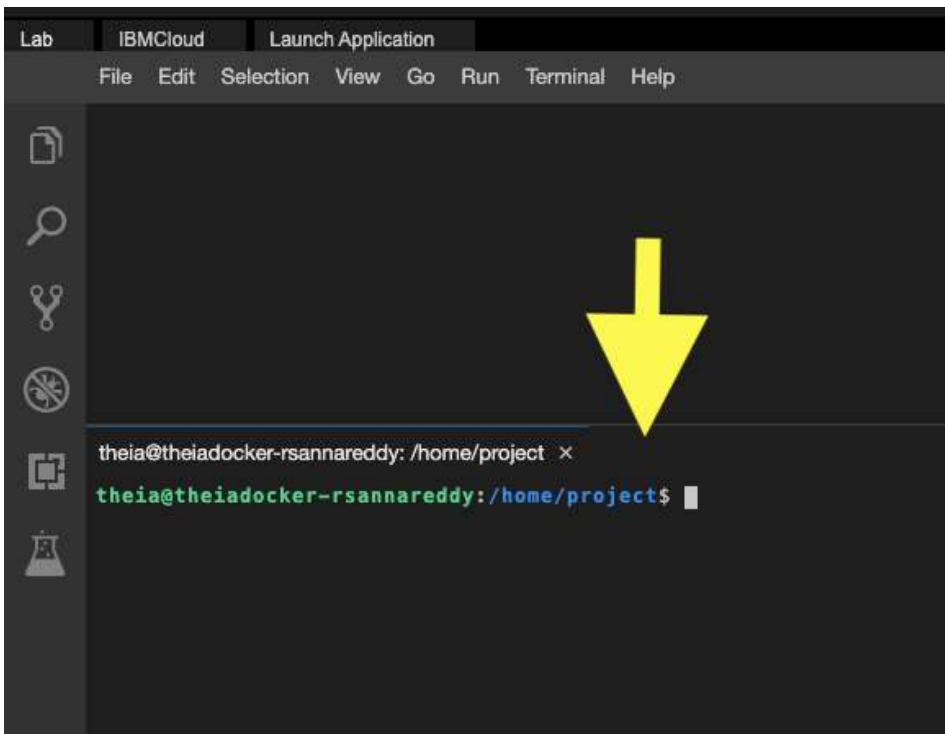 Lab IBMCloud Launch Application
File Edit Selection View Go Run Terminal Help
theia@theiadocker-rsannareddy: /home/project ×
theia@theiadocker-rsannareddy:/home/project$